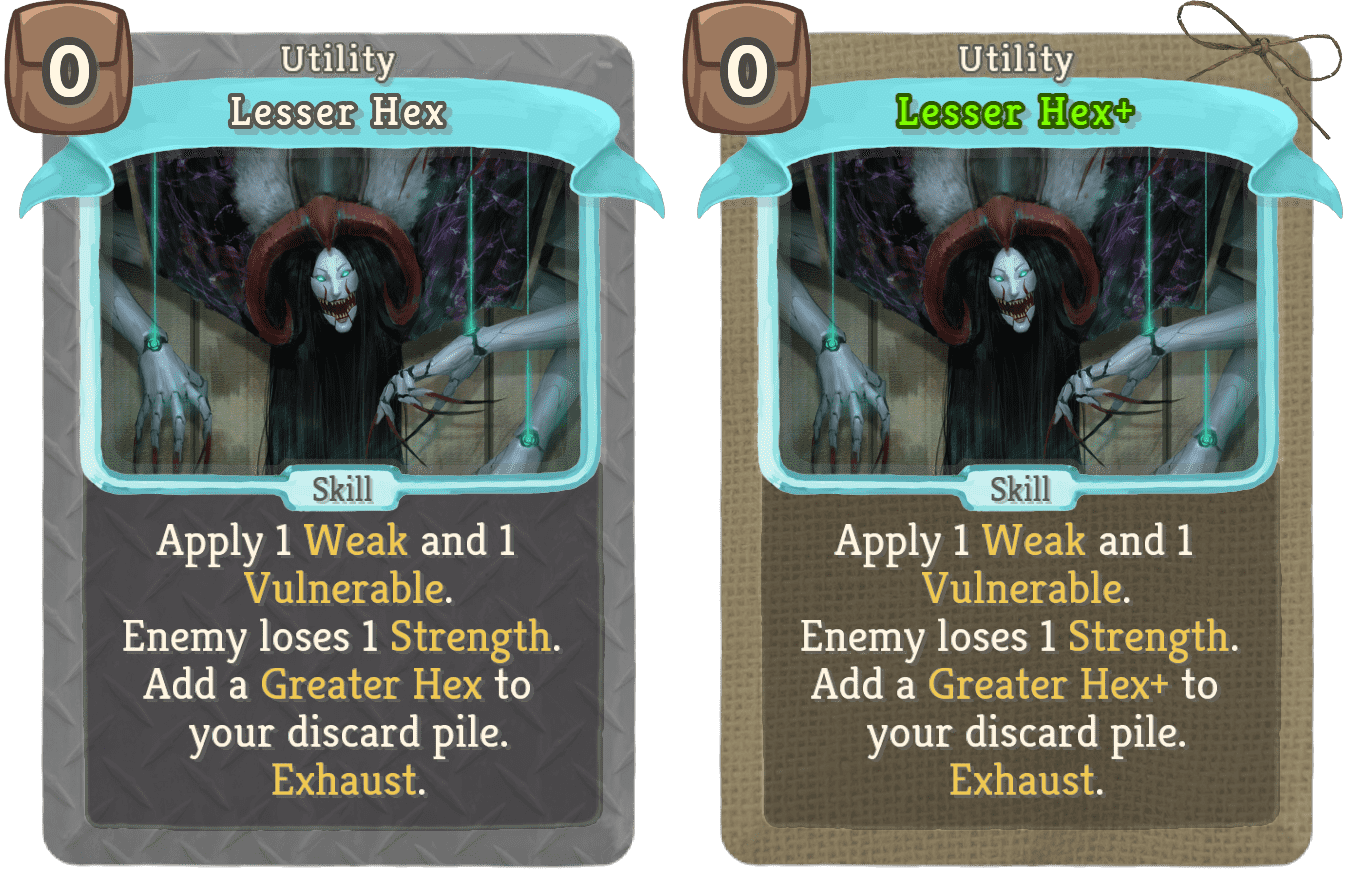 0
Utility
Lesser Hex
Skill
Apply 1 Weak and 1
Vulnerable.
Enemy loses 1 Strength.
Add a Greater Hex to
your discard pile.
Exhaust.
0
Utility
Lesser Hex+
Skill
Apply 1 Weak and 1
Vulnerable.
Enemy loses 1 Strength.
Add a Greater Hex+ to
your discard pile.
Exhaust.